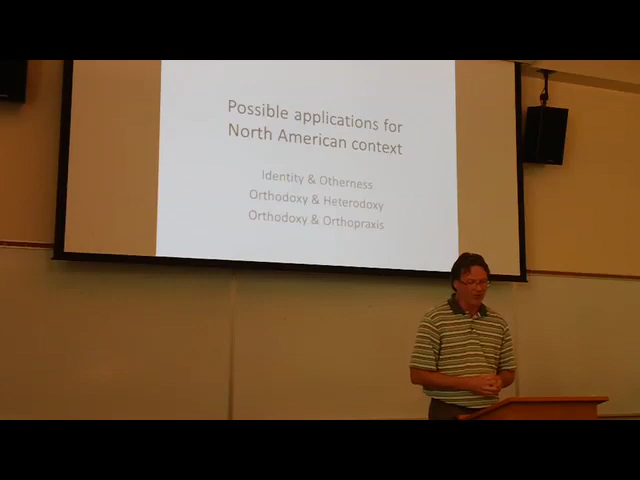 Possible applications for
North American context
Identity & Otherness
Orthodoxy & Heterodoxy
Orthodoxy & Orthopraxis